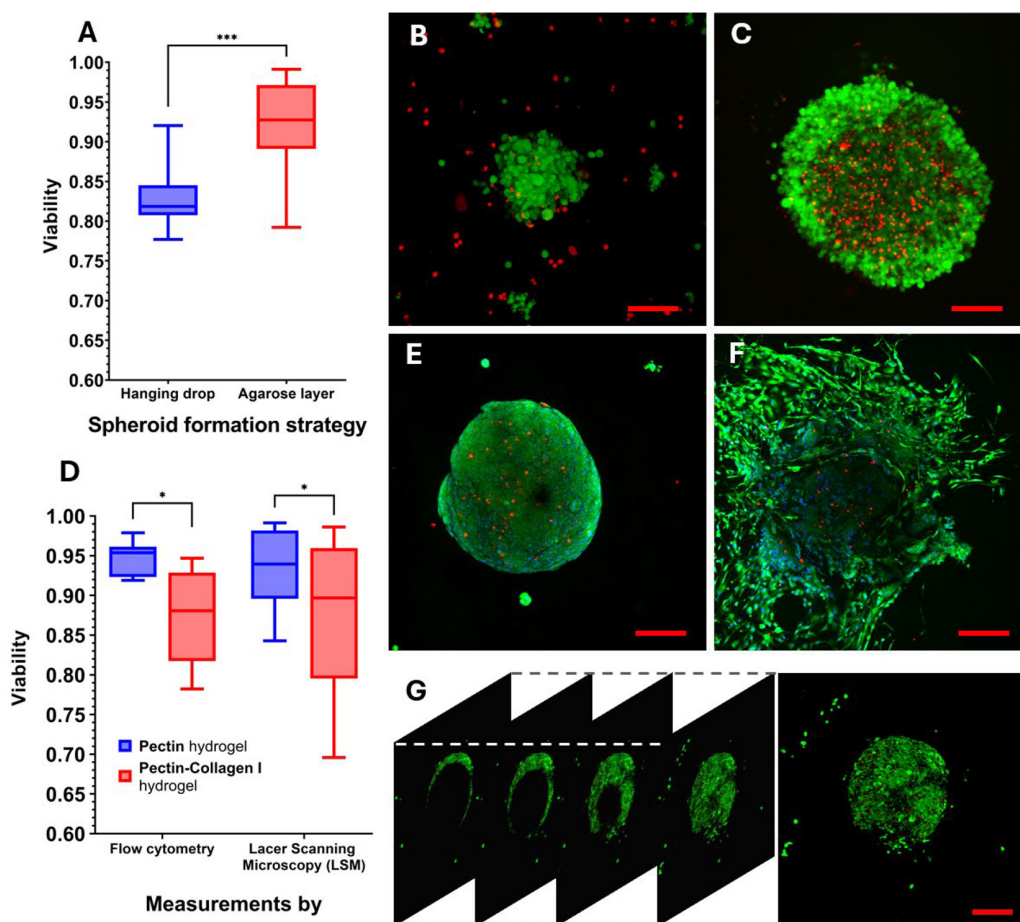 A
***
1.00
0.95
0.90
0.85
0.80
0.75
0.70
0.65
0.60
Viability
Hanging drop
Agarose layer
Spheroid formation strategy
B
C
D
*
*
1.00
0.95
0.90
0.85
0.80
0.75
0.70
0.65
0.60
Viability
Pectin hydrogel
Pectin-Collagen I
hydrogel
Flow cytometry
Lacer Scanning
Microscopy (LSM)
Measurements by
E
F
G